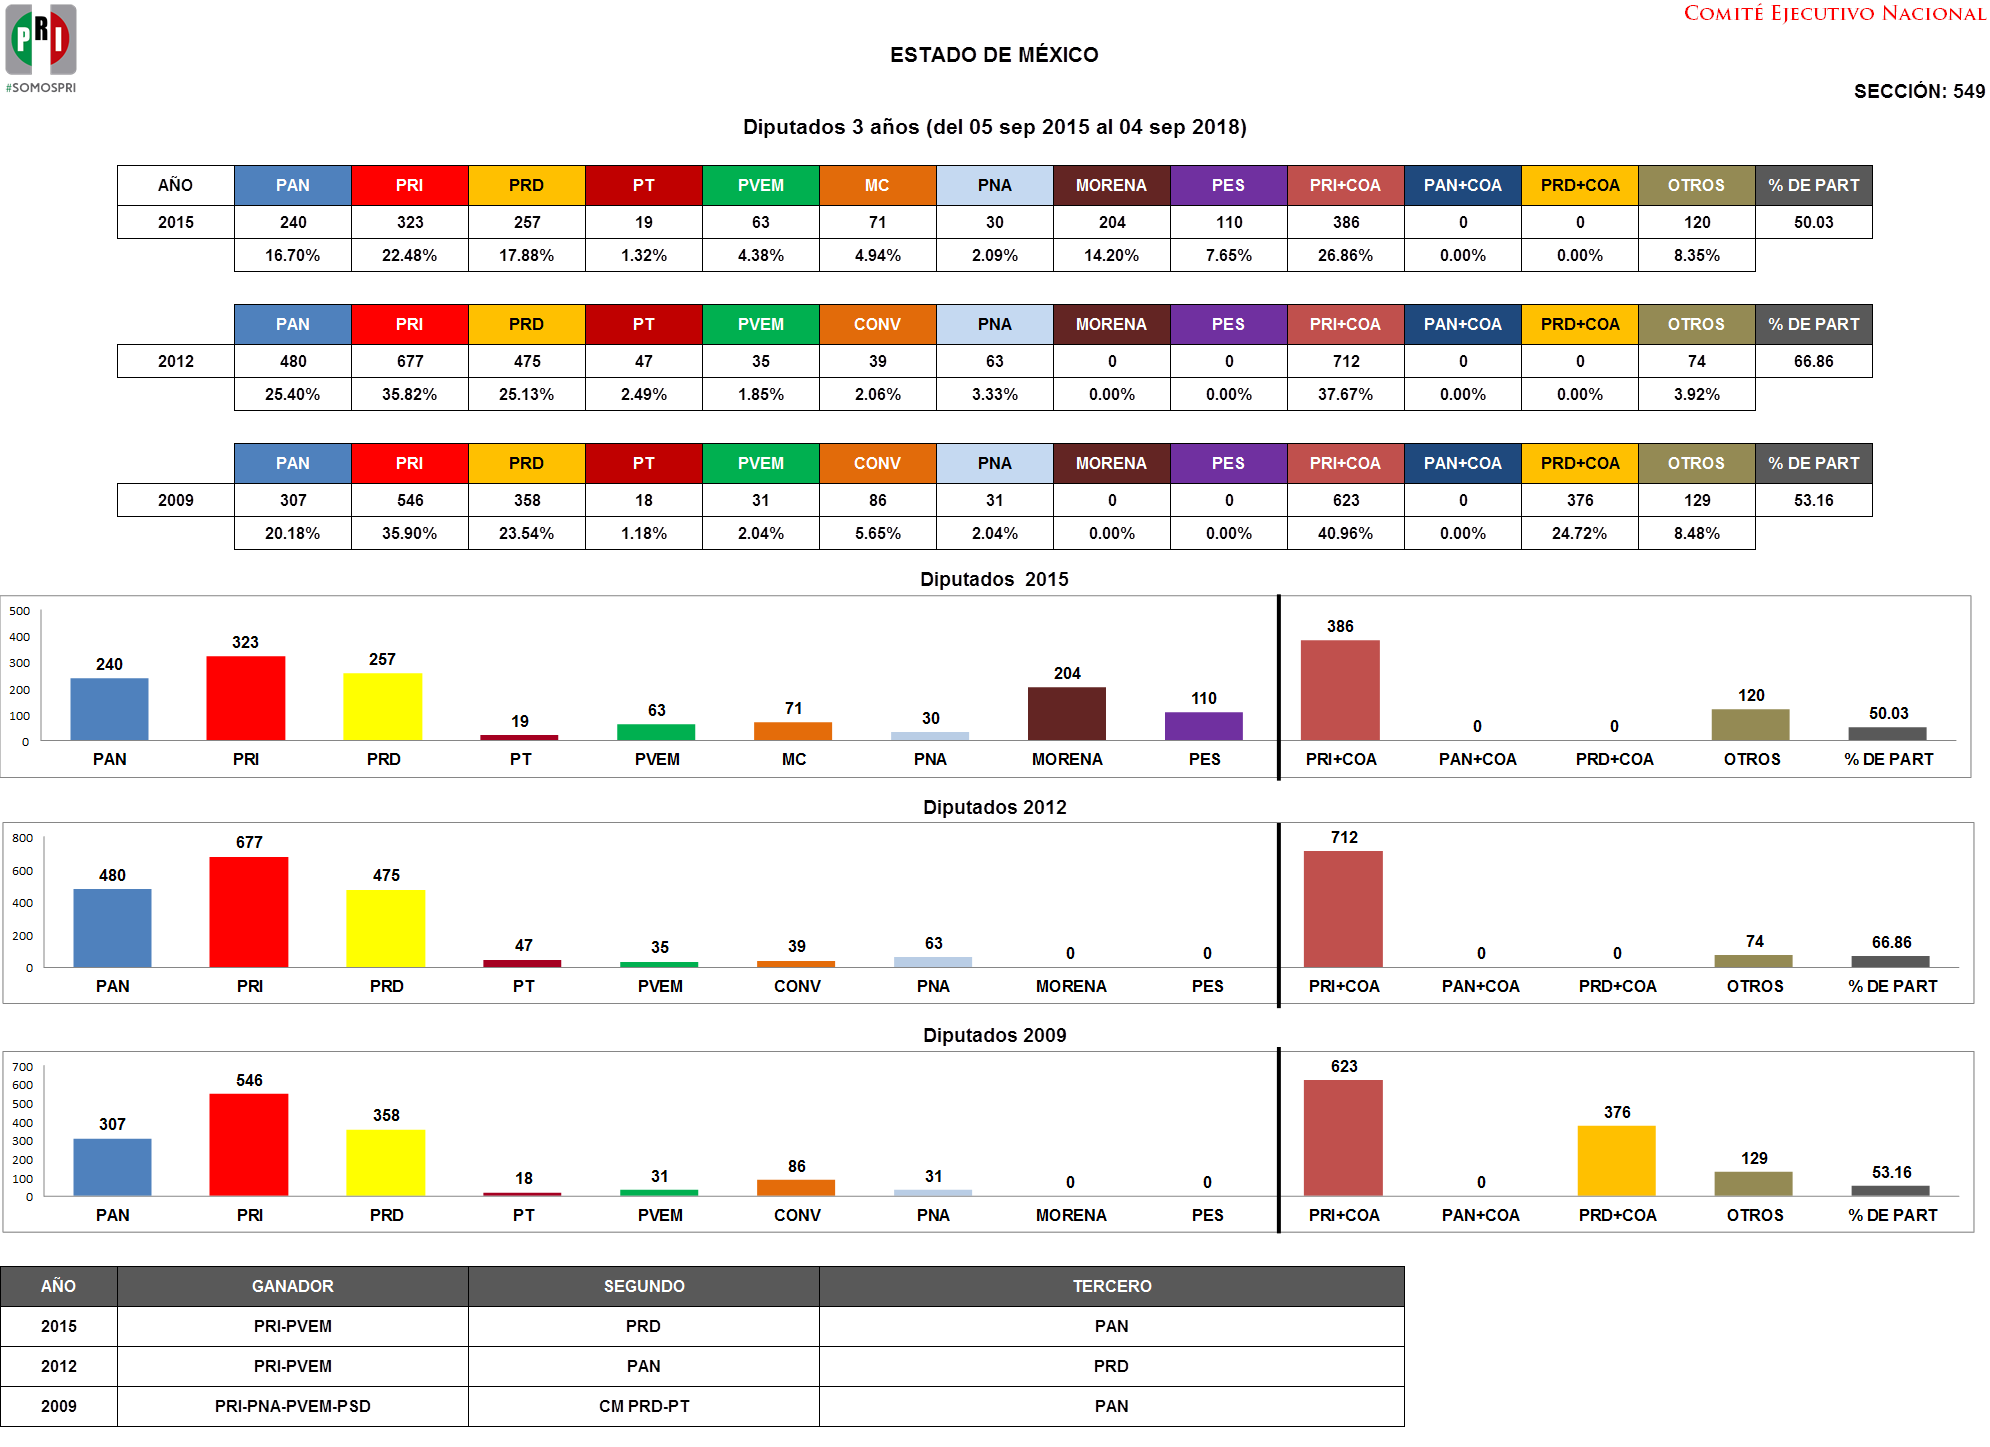 PRI
#SOMOSPRI
COMITÉ EJECUTIVO NACIONAL
ESTADO DE MÉXICO
SECCIÓN: 549
Diputados 3 años (del 05 sep 2015 al 04 sep 2018)
AÑO PAN PRI PRD PT PVEM MC PNA MORENA PES PRI+COA PAN+COA PRD+COA OTROS % DE PART
2015 240 323 257 19 63 71 30 204 110 386 0 0 120 50.03
16.70% 22.48% 17.88% 1.32% 4.38% 4.94% 2.09% 14.20% 7.65% 26.86% 0.00% 0.00% 8.35%
PAN PRI PRD PT PVEM CONV PNA MORENA PES PRI+COA PAN+COA PRD+COA OTROS % DE PART
2012 480 677 475 47 35 39 63 0 0 712 0 0 74 66.86
25.40% 35.82% 25.13% 2.49% 1.85% 2.06% 3.33% 0.00% 0.00% 37.67% 0.00% 0.00% 3.92%
PAN PRI PRD PT PVEM CONV PNA MORENA PES PRI+COA PAN+COA PRD+COA OTROS % DE PART
2009 307 546 358 18 31 86 31 0 0 623 0 376 129 53.16
20.18% 35.90% 23.54% 1.18% 2.04% 5.65% 2.04% 0.00% 0.00% 40.96% 0.00% 24.72% 8.48%
Diputados 2015
500
400
300
200
100
0
240 323 257 19 63 71 30 204 110 386 0 0 120 50.03
PAN PRI PRD PT PVEM MC PNA MORENA PES PRI+COA PAN+COA PRD+COA OTROS % DE PART
Diputados 2012
800
600
400
200
0
480 677 475 47 35 39 63 0 0 712 0 0 74 66.86
PAN PRI PRD PT PVEM CONV PNA MORENA PES PRI+COA PAN+COA PRD+COA OTROS % DE PART
Diputados 2009
700
600
500
400
300
200
100
0
307 546 358 18 31 86 31 0 0 623 0 376 129 53.16
PAN PRI PRD PT PVEM CONV PNA MORENA PES PRI+COA PAN+COA PRD+COA OTROS % DE PART
AÑO GANADOR SEGUNDO TERCERO
2015 PRI-PVEM PRD PAN
2012 PRI-PVEM PAN PRD
2009 PRI-PNA-PVEM-PSD CM PRD-PT PAN